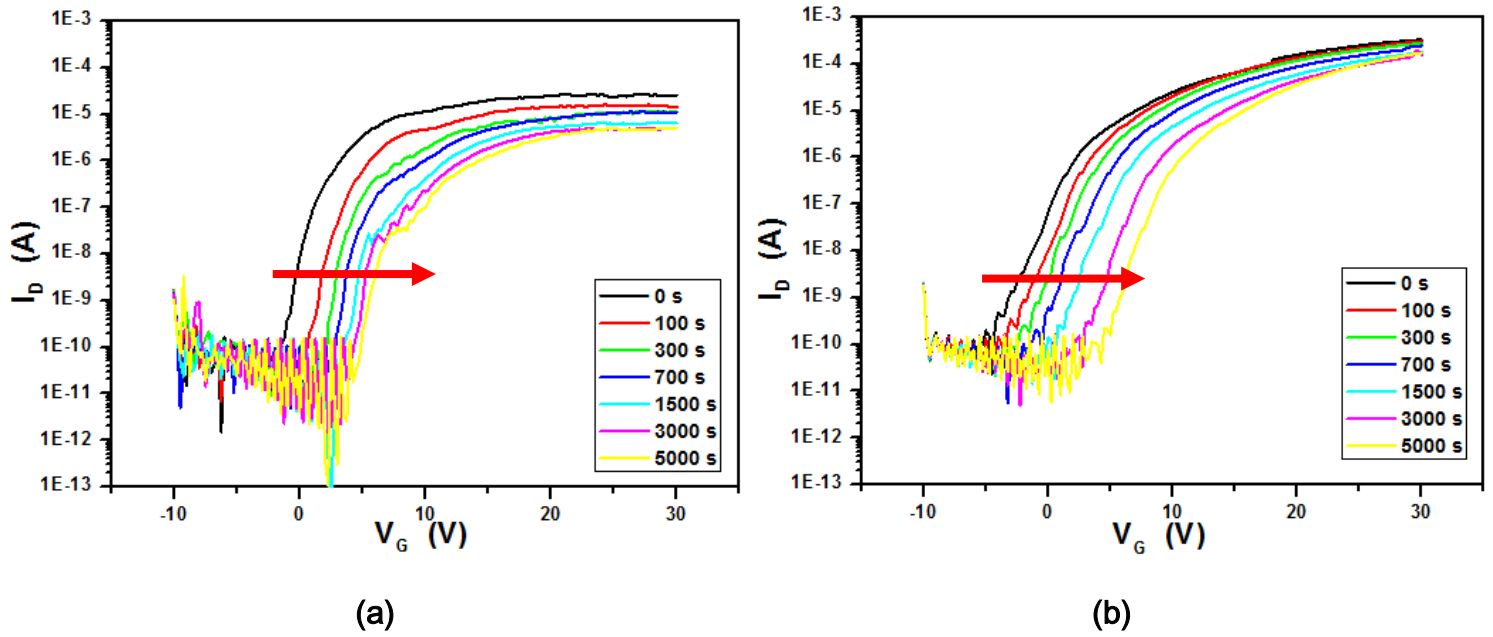 1E-3
1E-4
1E-5
1E-6
1E-7
1E-8
1E-9
1E-10
1E-11
1E-12
1E-13
I_D (A)
-10 0 10 20 30
V_G (V)
0 s
100 s
300 s
700 s
1500 s
3000 s
5000 s
(a)
1E-3
1E-4
1E-5
1E-6
1E-7
1E-8
1E-9
1E-10
1E-11
1E-12
1E-13
I_D (A)
-10 0 10 20 30
V_G (V)
0 s
100 s
300 s
700 s
1500 s
3000 s
5000 s
(b)